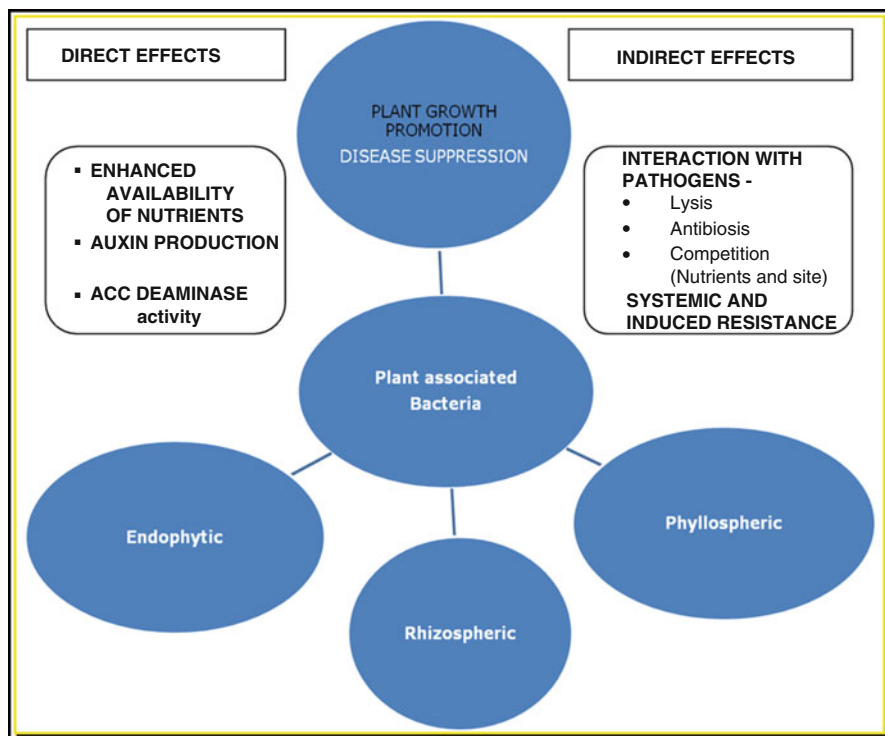 DIRECT EFFECTS
INDIRECT EFFECTS
PLANT GROWTH
PROMOTION
DISEASE SUPPRESSION
▪ ENHANCED
AVAILABILITY
OF NUTRIENTS
▪ AUXIN PRODUCTION
▪ ACC DEAMINASE
activity
INTERACTION WITH
PATHOGENS -
• Lysis
• Antibiosis
• Competition
(Nutrients and site)
SYSTEMIC AND
INDUCED RESISTANCE
Plant associated
Bacteria
Endophytic
Phyllospheric
Rhizospheric